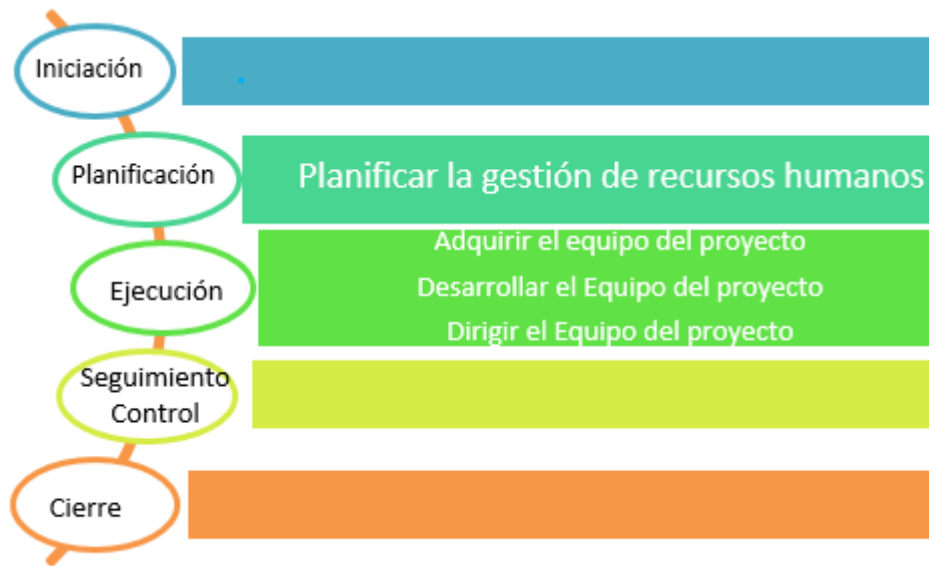 Iniciación
Planificación
Planificar la gestión de recursos humanos
Ejecución
Adquirir el equipo del proyecto
Desarrollar el Equipo del proyecto
Dirigir el Equipo del proyecto
Seguimiento
Control
Cierre